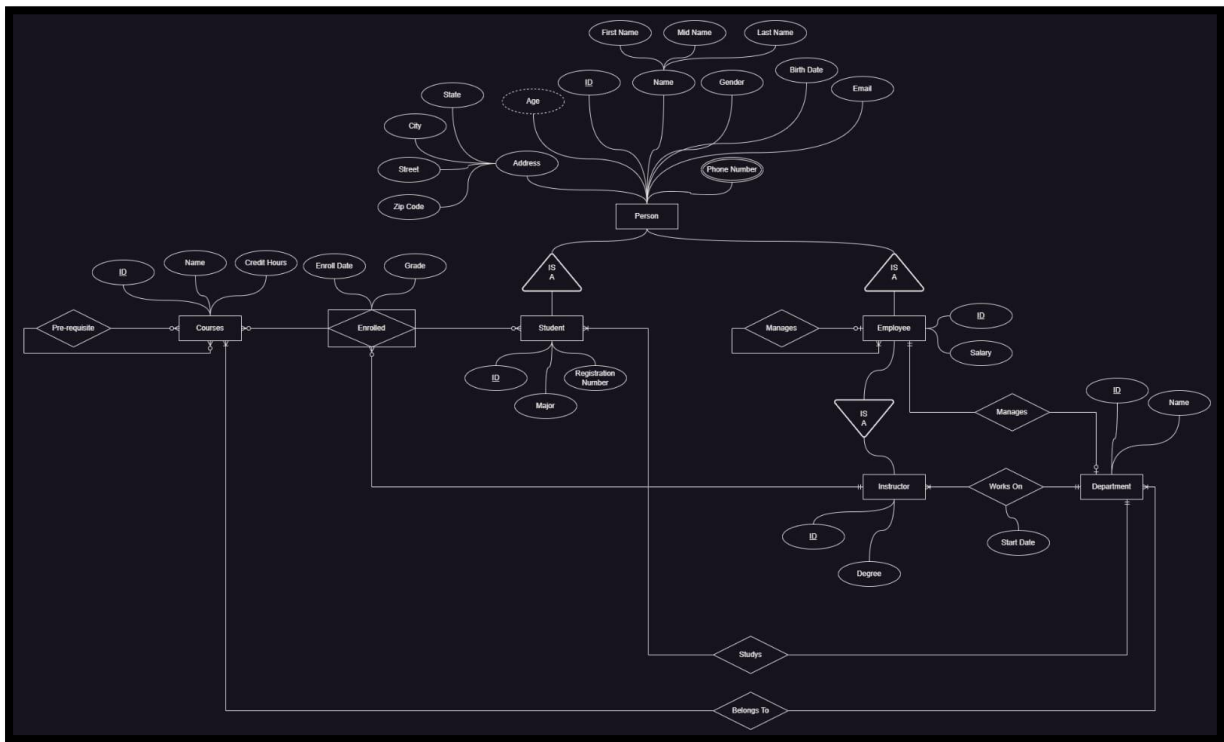 First Name
Mid Name
Last Name
ID
Name
Gender
Birth Date
Email
Age
State
City
Street
Zip Code
Address
Phone Number
Person
ID
Name
Credit Hours
Enroll Date
Grade
IS
A
IS
A
Pre-requisite
Courses
Enrolled
Student
Manages
Employee
ID
Salary
ID
Major
Registration
Number
IS
A
Manages
ID
Name
Instructor
Works On
Department
ID
Degree
Start Date
Studys
Belongs To